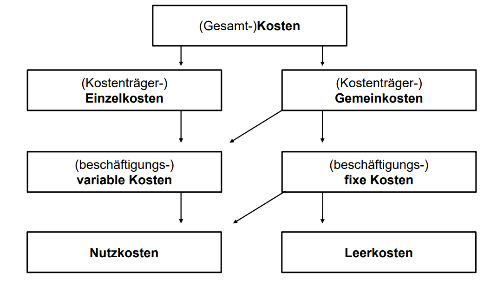 (Gesamt-)Kosten
(Kostenträger-)
Einzelkosten
(Kostenträger-)
Gemeinkosten
(beschäftigungs-)
variable Kosten
(beschäftigungs-)
fixe Kosten
Nutzkosten
Leerkosten